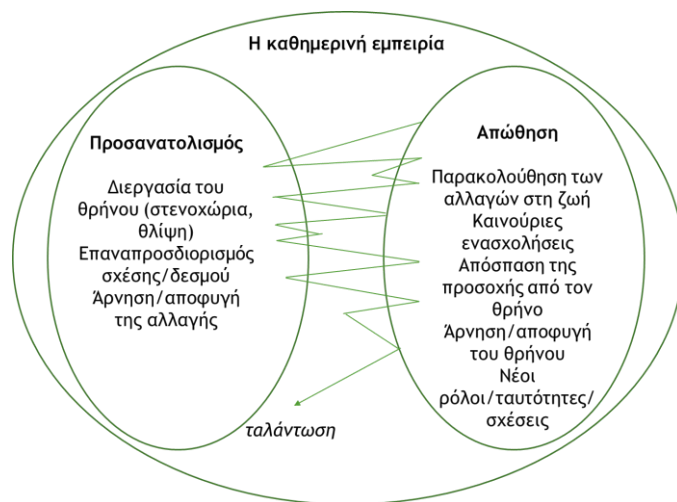 Η καθημερινή εμπειρία
Προσανατολισμός
Διεργασία του
θρήνου (στενοχώρια,
θλίψη)
Επαναπροσδιορισμός
σχέσης/δεσμού
Άρνηση/αποφυγή
της αλλαγής
Απώθηση
Παρακολούθηση των
αλλαγών στη ζωή
Καινούριες
ενασχολήσεις
Απόσπαση της
προσοχής από τον
θρήνο
Άρνηση/αποφυγή
του θρήνου
Νέοι
ρόλοι/ταυτότητες/
σχέσεις
ταλάντωση